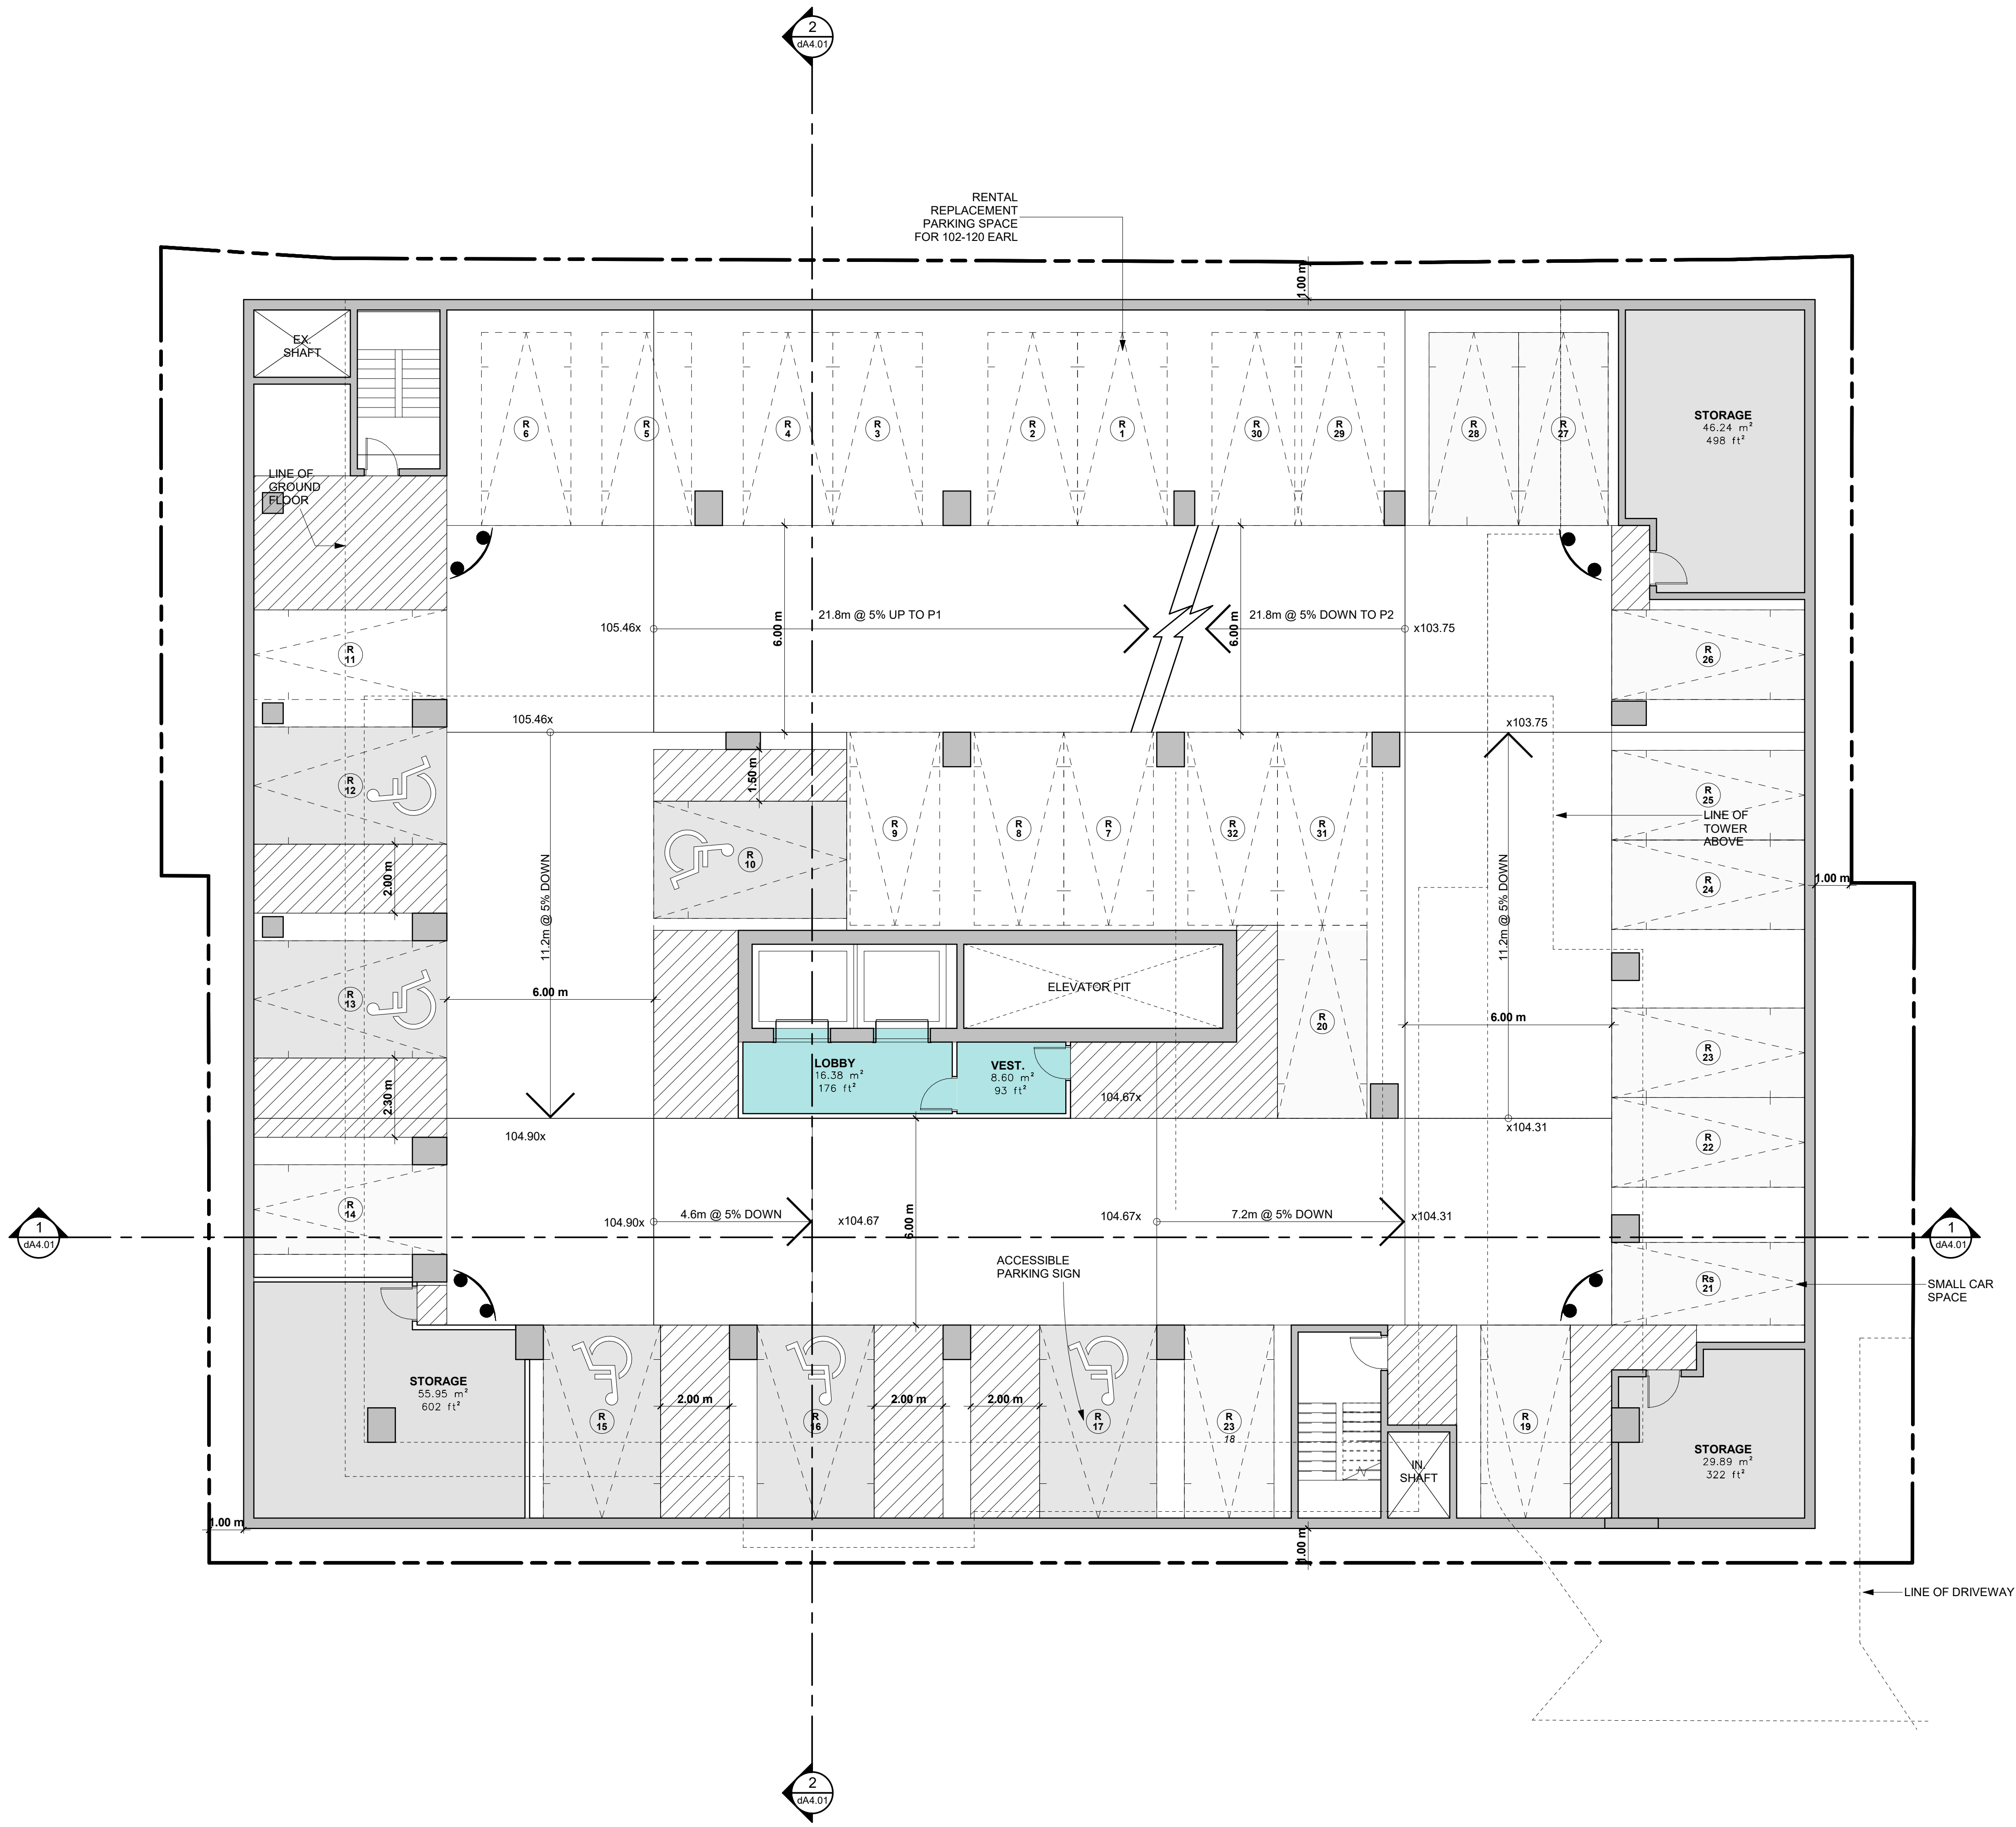 2
dA4.01
RENTAL
REPLACEMENT
PARKING SPACE
FOR 102-120 EARL
1.00 m
EX.
SHAFT
R
6
R
5
R
4
R
3
R
2
R
1
R
30
R
29
R
28
R
27
STORAGE
46.24 m²
498 ft²
LINE OF
GROUND
FLOOR
105.46x
21.8m @ 5% UP TO P1
6.00 m
21.8m @ 5% DOWN TO P2
6.00 m
x103.75
R
11
R
26
105.46x
x103.75
1.50 m
R
12
R
10
R
9
R
8
R
7
R
32
R
31
R
25
LINE OF
TOWER
ABOVE
R
24
1.00 m
2.00 m
11.2m @ 5% DOWN
11.2m @ 5% DOWN
R
13
6.00 m
ELEVATOR PIT
R
20
6.00 m
R
23
LOBBY
16.38 m²
176 ft²
VEST.
8.60 m²
93 ft²
104.67x
2.30 m
104.90x
x104.31
R
22
R
14
104.90x
4.6m @ 5% DOWN
x104.67
6.00 m
104.67x
7.2m @ 5% DOWN
x104.31
1
dA4.01
1
dA4.01
ACCESSIBLE
PARKING SIGN
Rs
21
SMALL CAR
SPACE
STORAGE
55.95 m²
602 ft²
R
15
2.00 m
R
16
2.00 m
2.00 m
R
17
R
23
18
IN.
SHAFT
R
19
STORAGE
29.89 m²
322 ft²
1.00 m
1.00 m
LINE OF DRIVEWAY
2
dA4.01